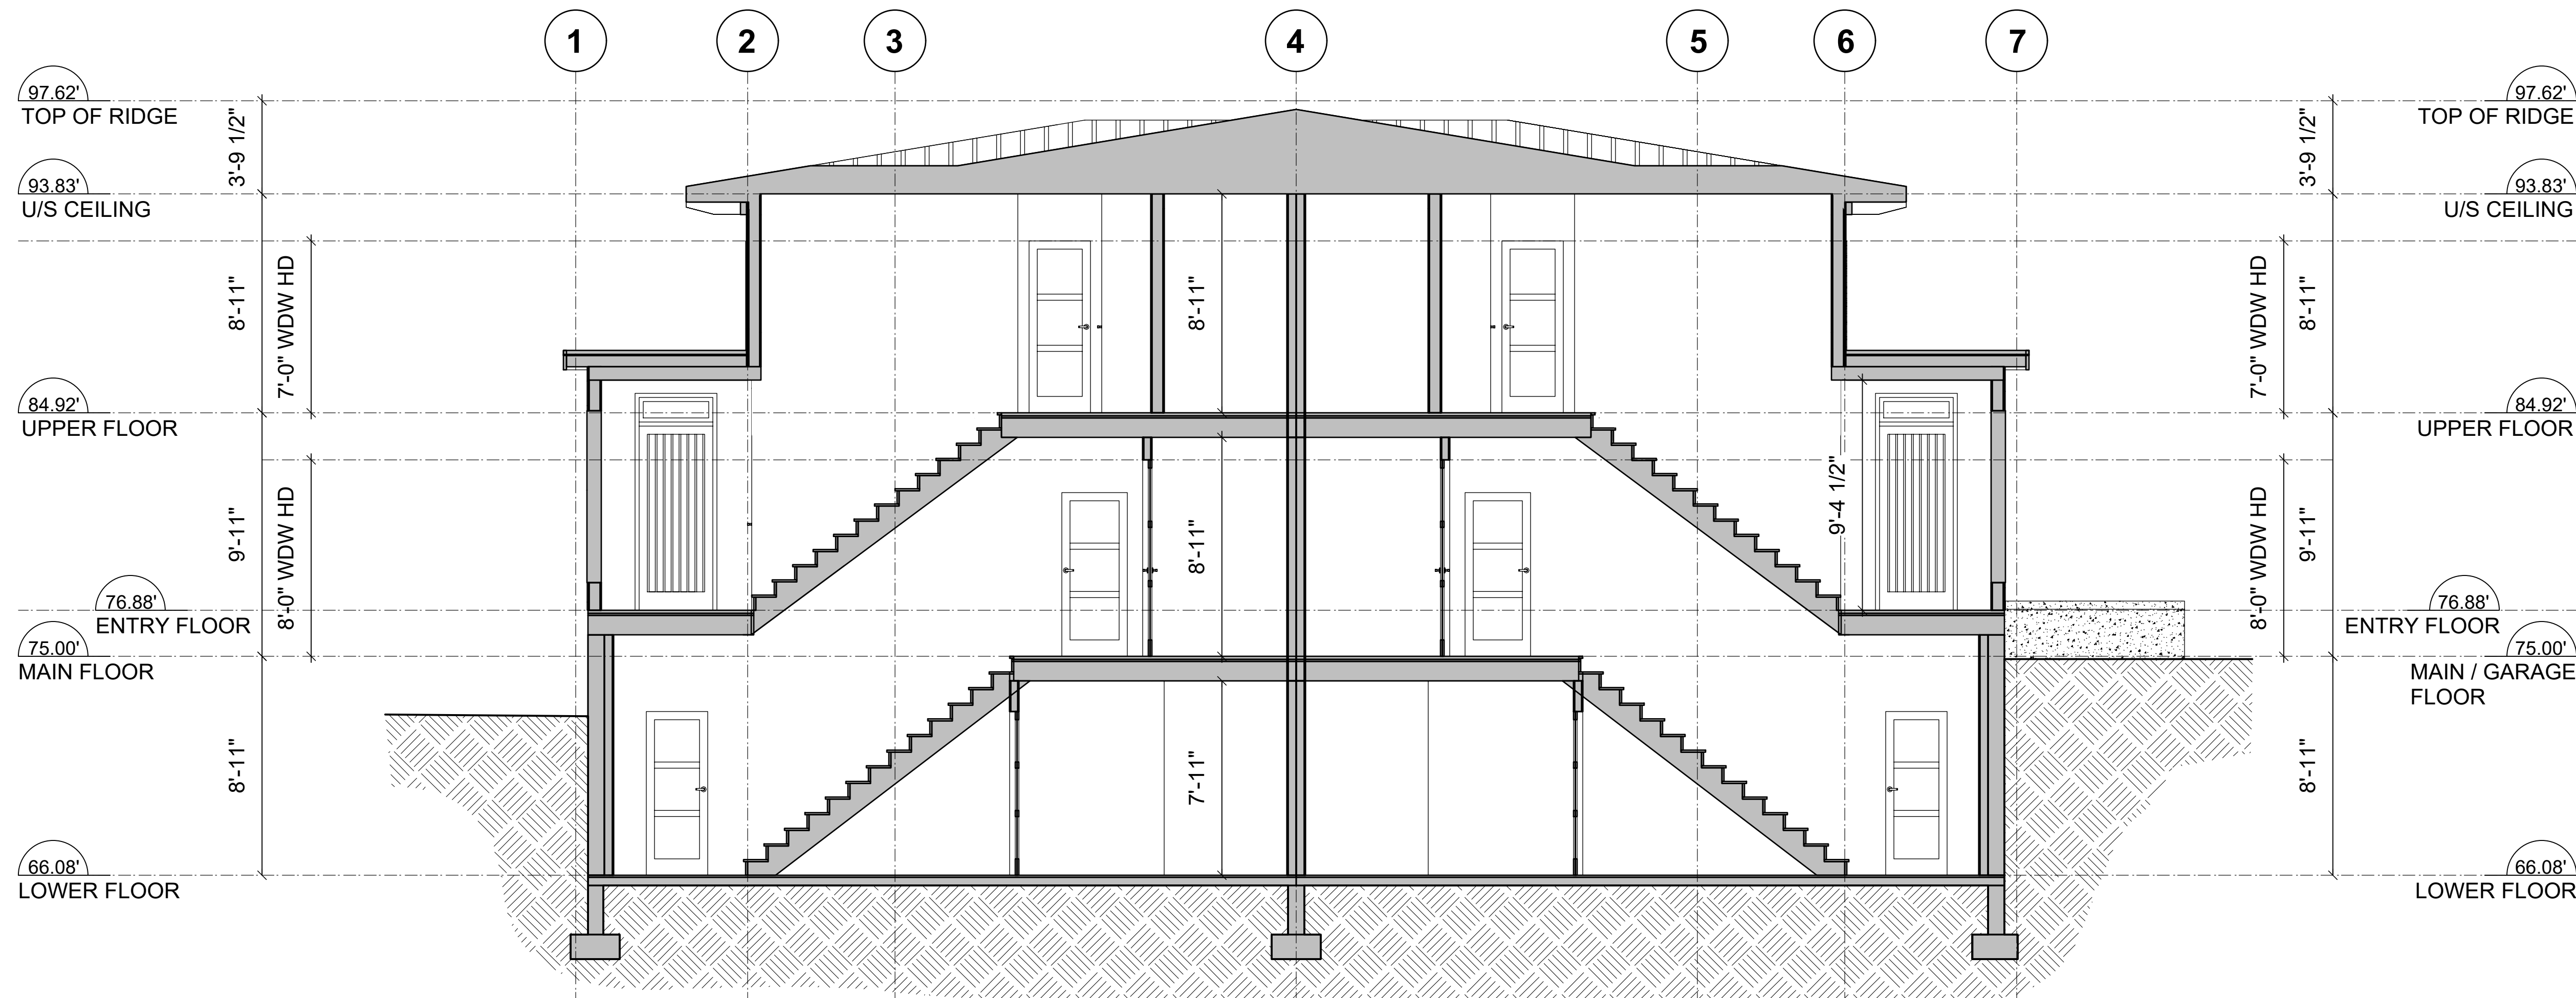 1 2 3 4 5 6 7
97.62' 97.62'
TOP OF RIDGE TOP OF RIDGE
3'-9 1/2" 3'-9 1/2"
93.83' 93.83'
U/S CEILING U/S CEILING
8'-11" 7'-0" WDW HD 8'-11" 7'-0" WDW HD 8'-11"
84.92' 84.92'
UPPER FLOOR UPPER FLOOR
9'-11" 8'-0" WDW HD 8'-11" 9'-4 1/2" 8'-0" WDW HD 9'-11"
76.88' 76.88'
ENTRY FLOOR ENTRY FLOOR
75.00' 75.00'
MAIN FLOOR MAIN / GARAGE
FLOOR
8'-11" 7'-11" 8'-11"
66.08' 66.08'
LOWER FLOOR LOWER FLOOR